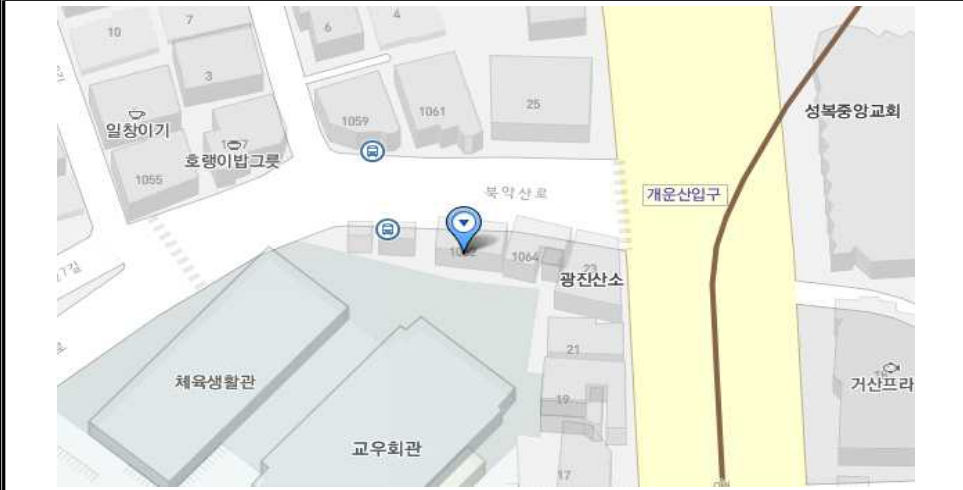 10
7
6
4
3
일창이기
1055
호랭이밥그릇
1059
1061
25
성복중앙교회
북악산로
개운산입구
1064
23
광진산소
21
체육생활관
19
거산프라
교우회관
17